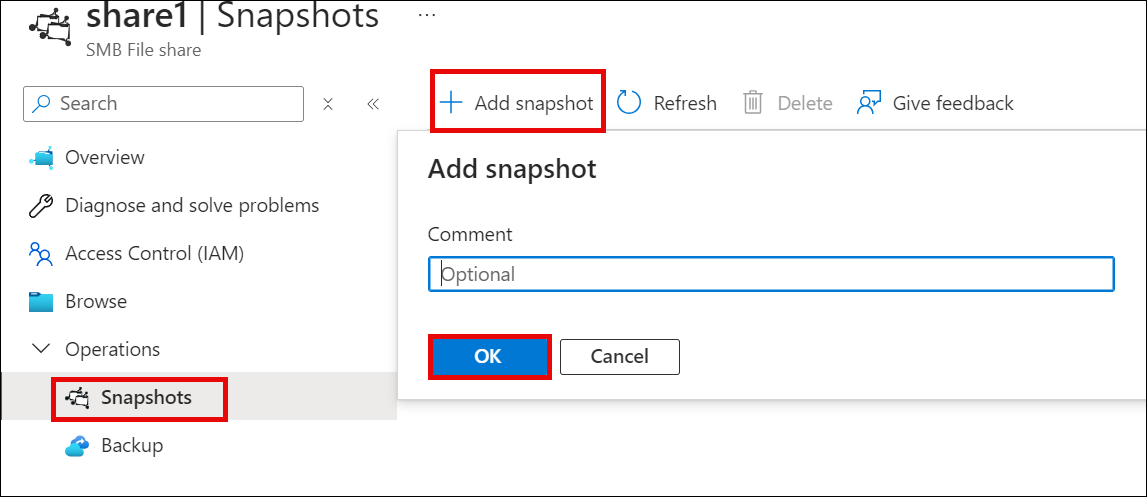 share1 | Snapshots ...
SMB File share
Search
Overview
Diagnose and solve problems
Access Control (IAM)
Browse
Operations
Snapshots
Backup
Add snapshot Refresh Delete Give feedback
Add snapshot
Comment
Optional
OK Cancel